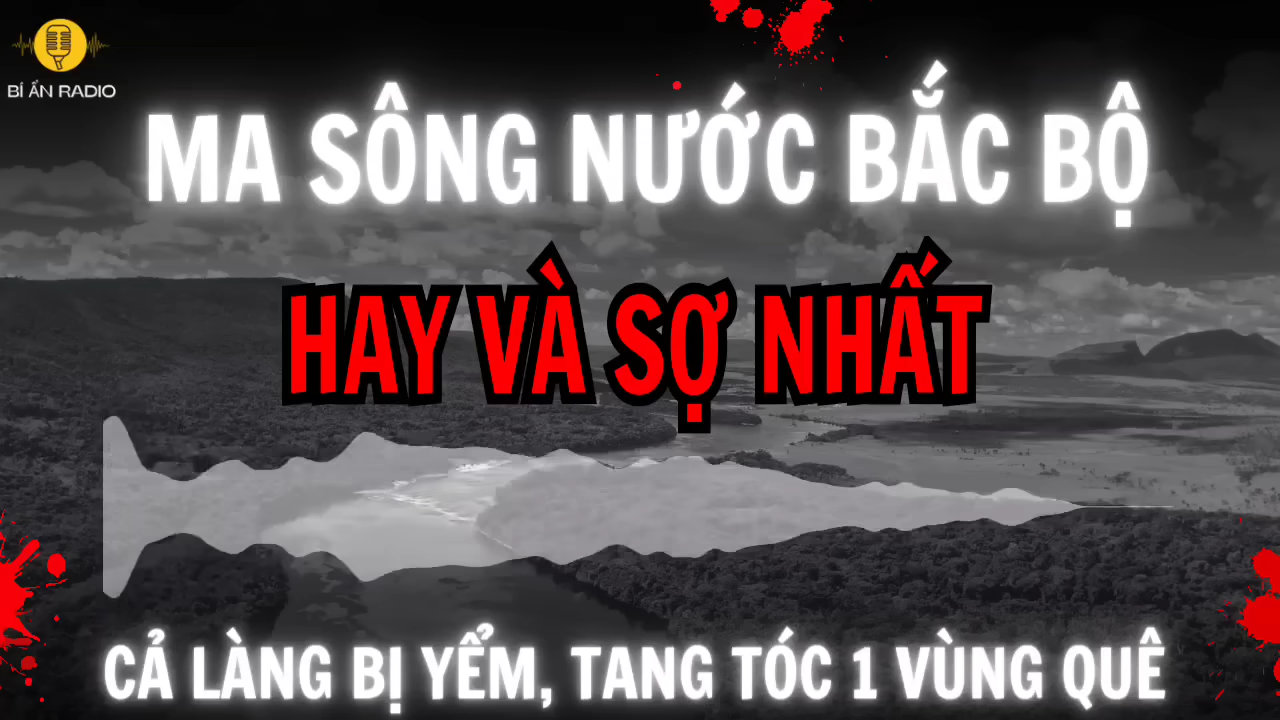 BÍ ẨN RADIO
MA SÔNG NƯỚC BẮC BỘ
HAY VÀ SỢ NHẤT
CẢ LÀNG BỊ YỂM, TANG TÓC 1 VÙNG QUÊ